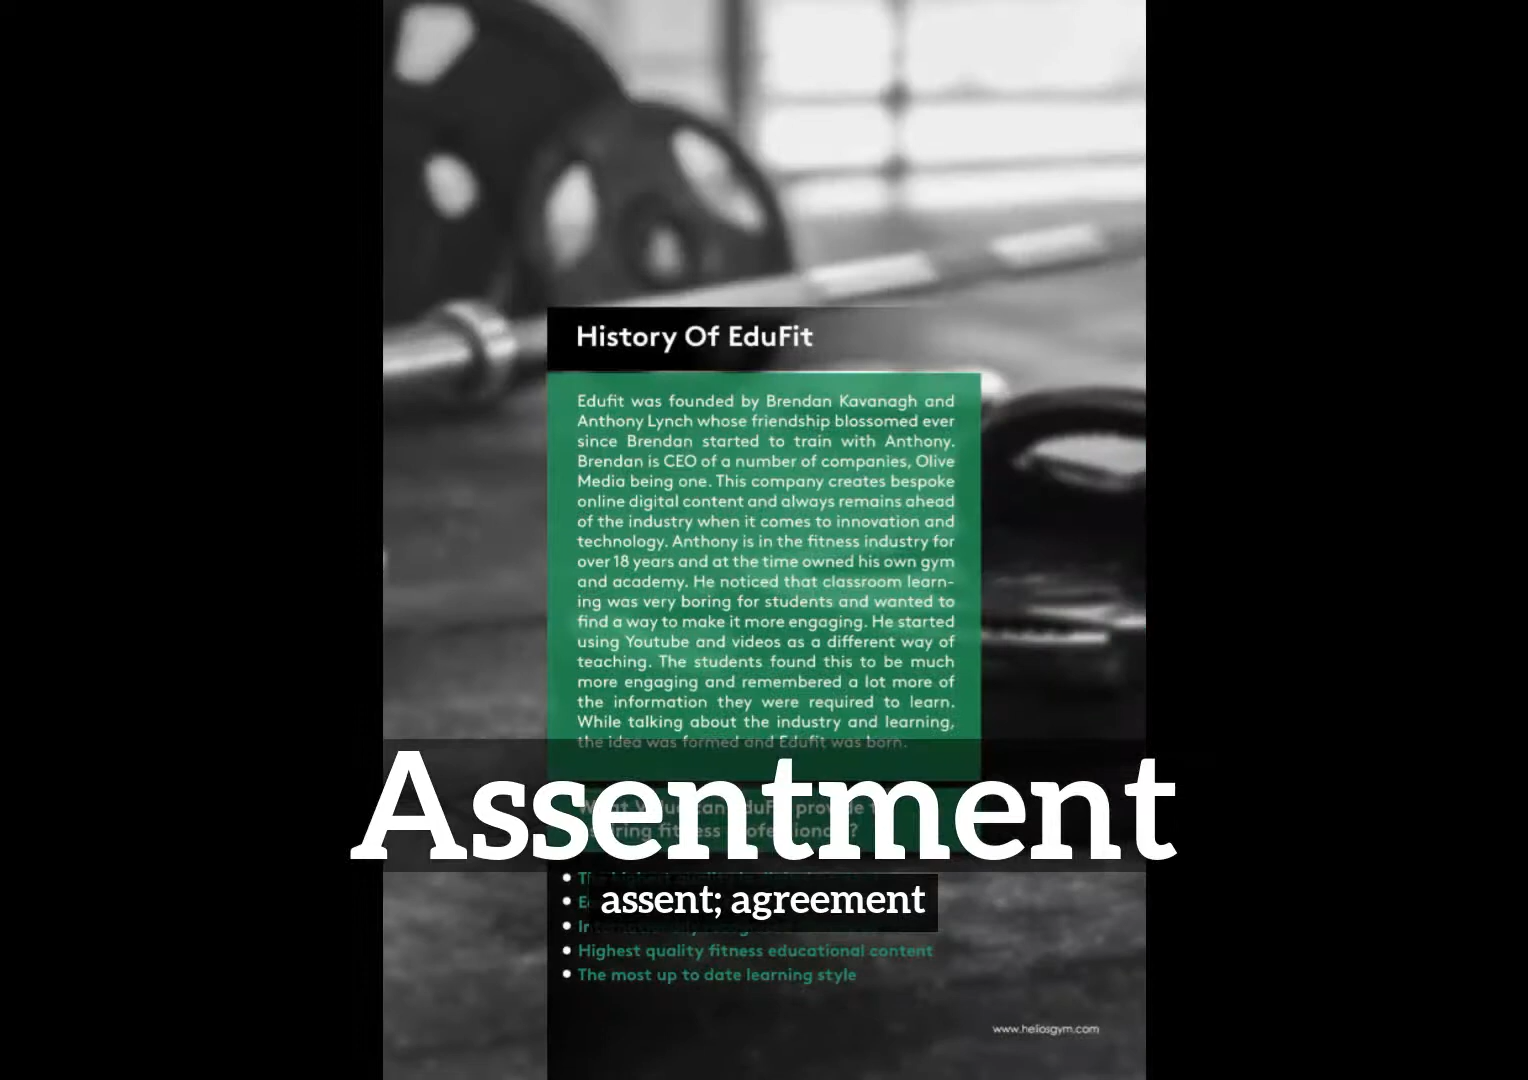 History Of EduFit
Edufit was founded by Brendan Kavanagh and
Anthony Lynch whose friendship blossomed ever
since Brendan started to train with Anthony.
Brendan is CEO of a number of companies, Olive
Media being one. This company creates bespoke
online digital content and always remains ahead
of the industry when it comes to innovation and
technology. Anthony is in the fitness industry for
over 18 years and at the time owned his own gym
and academy. He noticed that classroom learn-
ing was very boring for students and wanted to
find a way to make it more engaging. He started
using Youtube and videos as a different way of
teaching. The students found this to be much
more engaging and remembered a lot more of
the information they were required to learn.
While talking about the industry and learning,
the idea was formed and Edufit was born.
Assentment
assent; agreement
Highest quality fitness educational content
The most up to date learning style
www.heliosgym.com